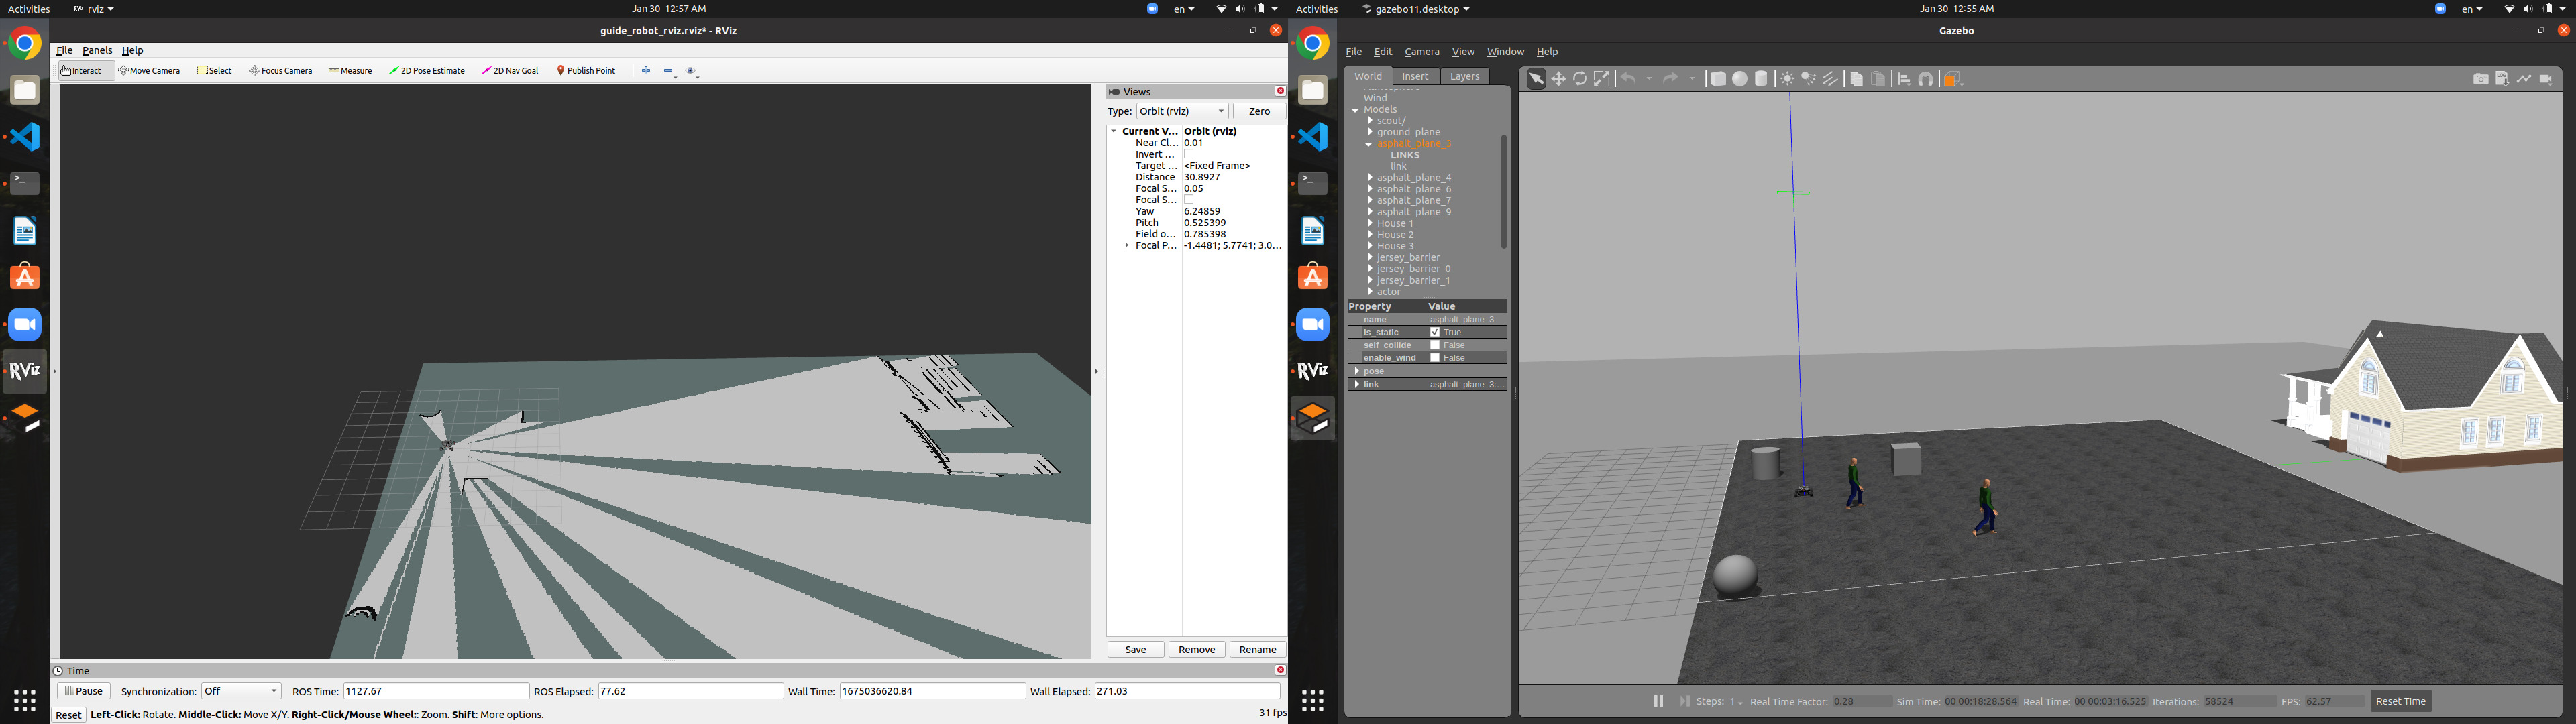 Activities
rviz
Jan 30 12:57 AM
en
guide_robot_rviz.rviz* - RViz
File Panels Help
Interact Move Camera Select Focus Camera Measure 2D Pose Estimate 2D Nav Goal Publish Point
Views
Type: Orbit (rviz) Zero
Current V... Orbit (rviz)
Near Cl... 0.01
Invert ...
Target ... <Fixed Frame>
Distance 30.8927
Focal S... 0.05
Focal S...
Yaw 6.24859
Pitch 0.525399
Field o... 0.785398
Focal P... -1.4481; 5.7741; 3.0...
Save Remove Rename
RViz
Time
Pause Synchronization: Off ROS Time: 1127.67 ROS Elapsed: 77.62 Wall Time: 1675036620.84 Wall Elapsed: 271.03
Reset Left-Click: Rotate. Middle-Click: Move X/Y. Right-Click/Mouse Wheel:: Zoom. Shift: More options.
31 fps
Activities
gazebo11.desktop
Jan 30 12:55 AM
en
Gazebo
File Edit Camera View Window Help
World Insert Layers
Wind
Models
scout/
ground_plane
asphalt_plane_3
LINKS
link
asphalt_plane_4
asphalt_plane_6
asphalt_plane_7
asphalt_plane_9
House 1
House 2
House 3
jersey_barrier
jersey_barrier_0
jersey_barrier_1
actor
Property Value
name asphalt_plane_3
is_static True
self_collide False
enable_wind False
pose
link asphalt_plane_3:...
RViz
LOG
Steps: 1 Real Time Factor: 0.28 Sim Time: 00 00:18:28.564 Real Time: 00 00:03:16.525 Iterations: 58524 FPS: 62.57 Reset Time